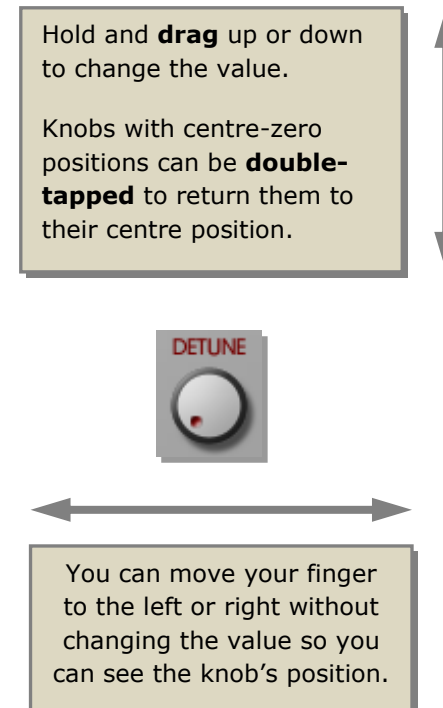 Hold and drag up or down
to change the value.
Knobs with centre-zero
positions can be double-
tapped to return them to
their centre position.
DETUNE
You can move your finger
to the left or right without
changing the value so you
can see the knob's position.